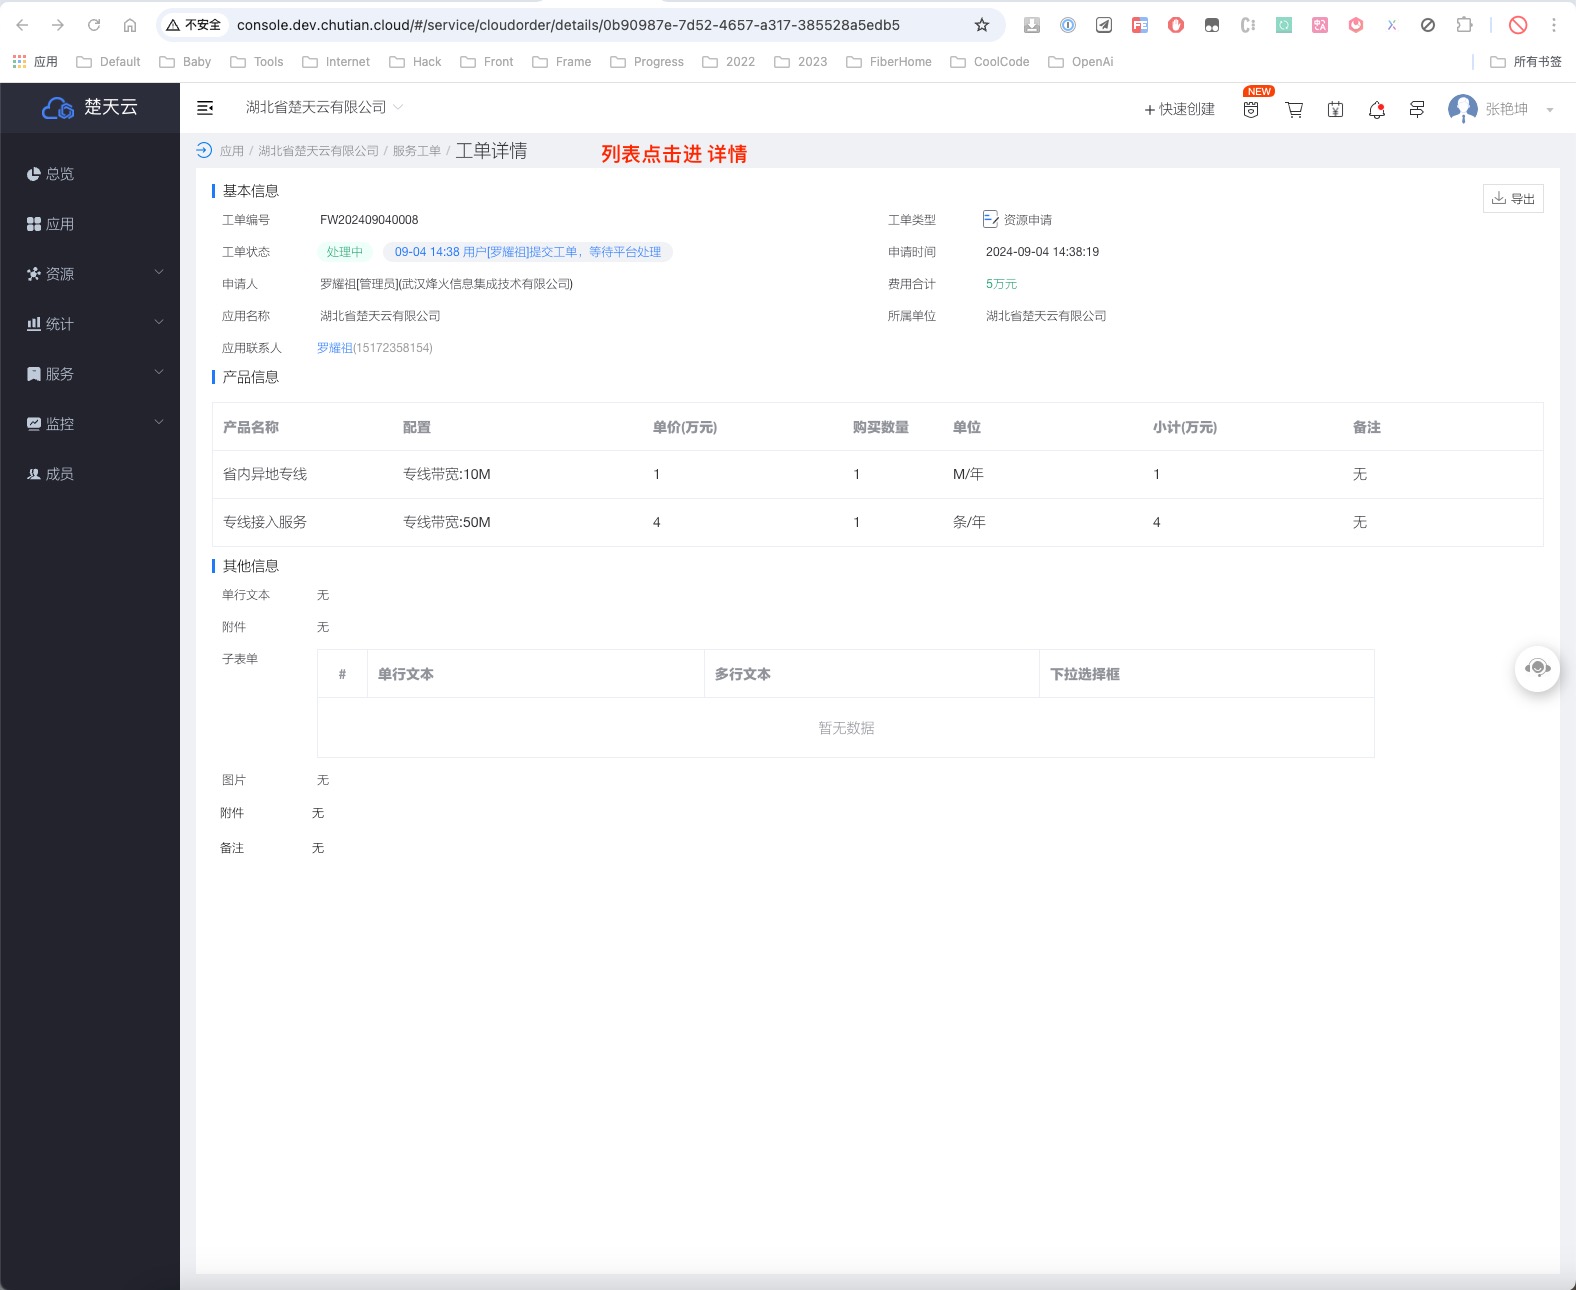 不安全 console.dev.chutian.cloud/#/service/cloudorder/details/0b90987e-7d52-4657-a317-385528a5edb5
应用 Default Baby Tools Internet Hack Front Frame Progress 2022 2023 FiberHome CoolCode OpenAi 所有书签
楚天云
湖北省楚天云有限公司
+快速创建
NEW
张艳坤
总览
应用
资源
统计
服务
监控
成员
应用 / 湖北省楚天云有限公司 / 服务工单 / 工单详情
列表点击进 详情
基本信息
导出
工单编号 FW202409040008 工单类型 资源申请
工单状态 处理中 09-04 14:38 用户[罗耀祖]提交工单，等待平台处理 申请时间 2024-09-04 14:38:19
申请人 罗耀祖[管理员](武汉烽火信息集成技术有限公司) 费用合计 5万元
应用名称 湖北省楚天云有限公司 所属单位 湖北省楚天云有限公司
应用联系人 罗耀祖(15172358154)
产品信息
产品名称 配置 单价(万元) 购买数量 单位 小计(万元) 备注
省内异地专线 专线带宽:10M 1 1 M/年 1 无
专线接入服务 专线带宽:50M 4 1 条/年 4 无
其他信息
单行文本 无
附件 无
子表单
# 单行文本 多行文本 下拉选择框
暂无数据
图片 无
附件 无
备注 无